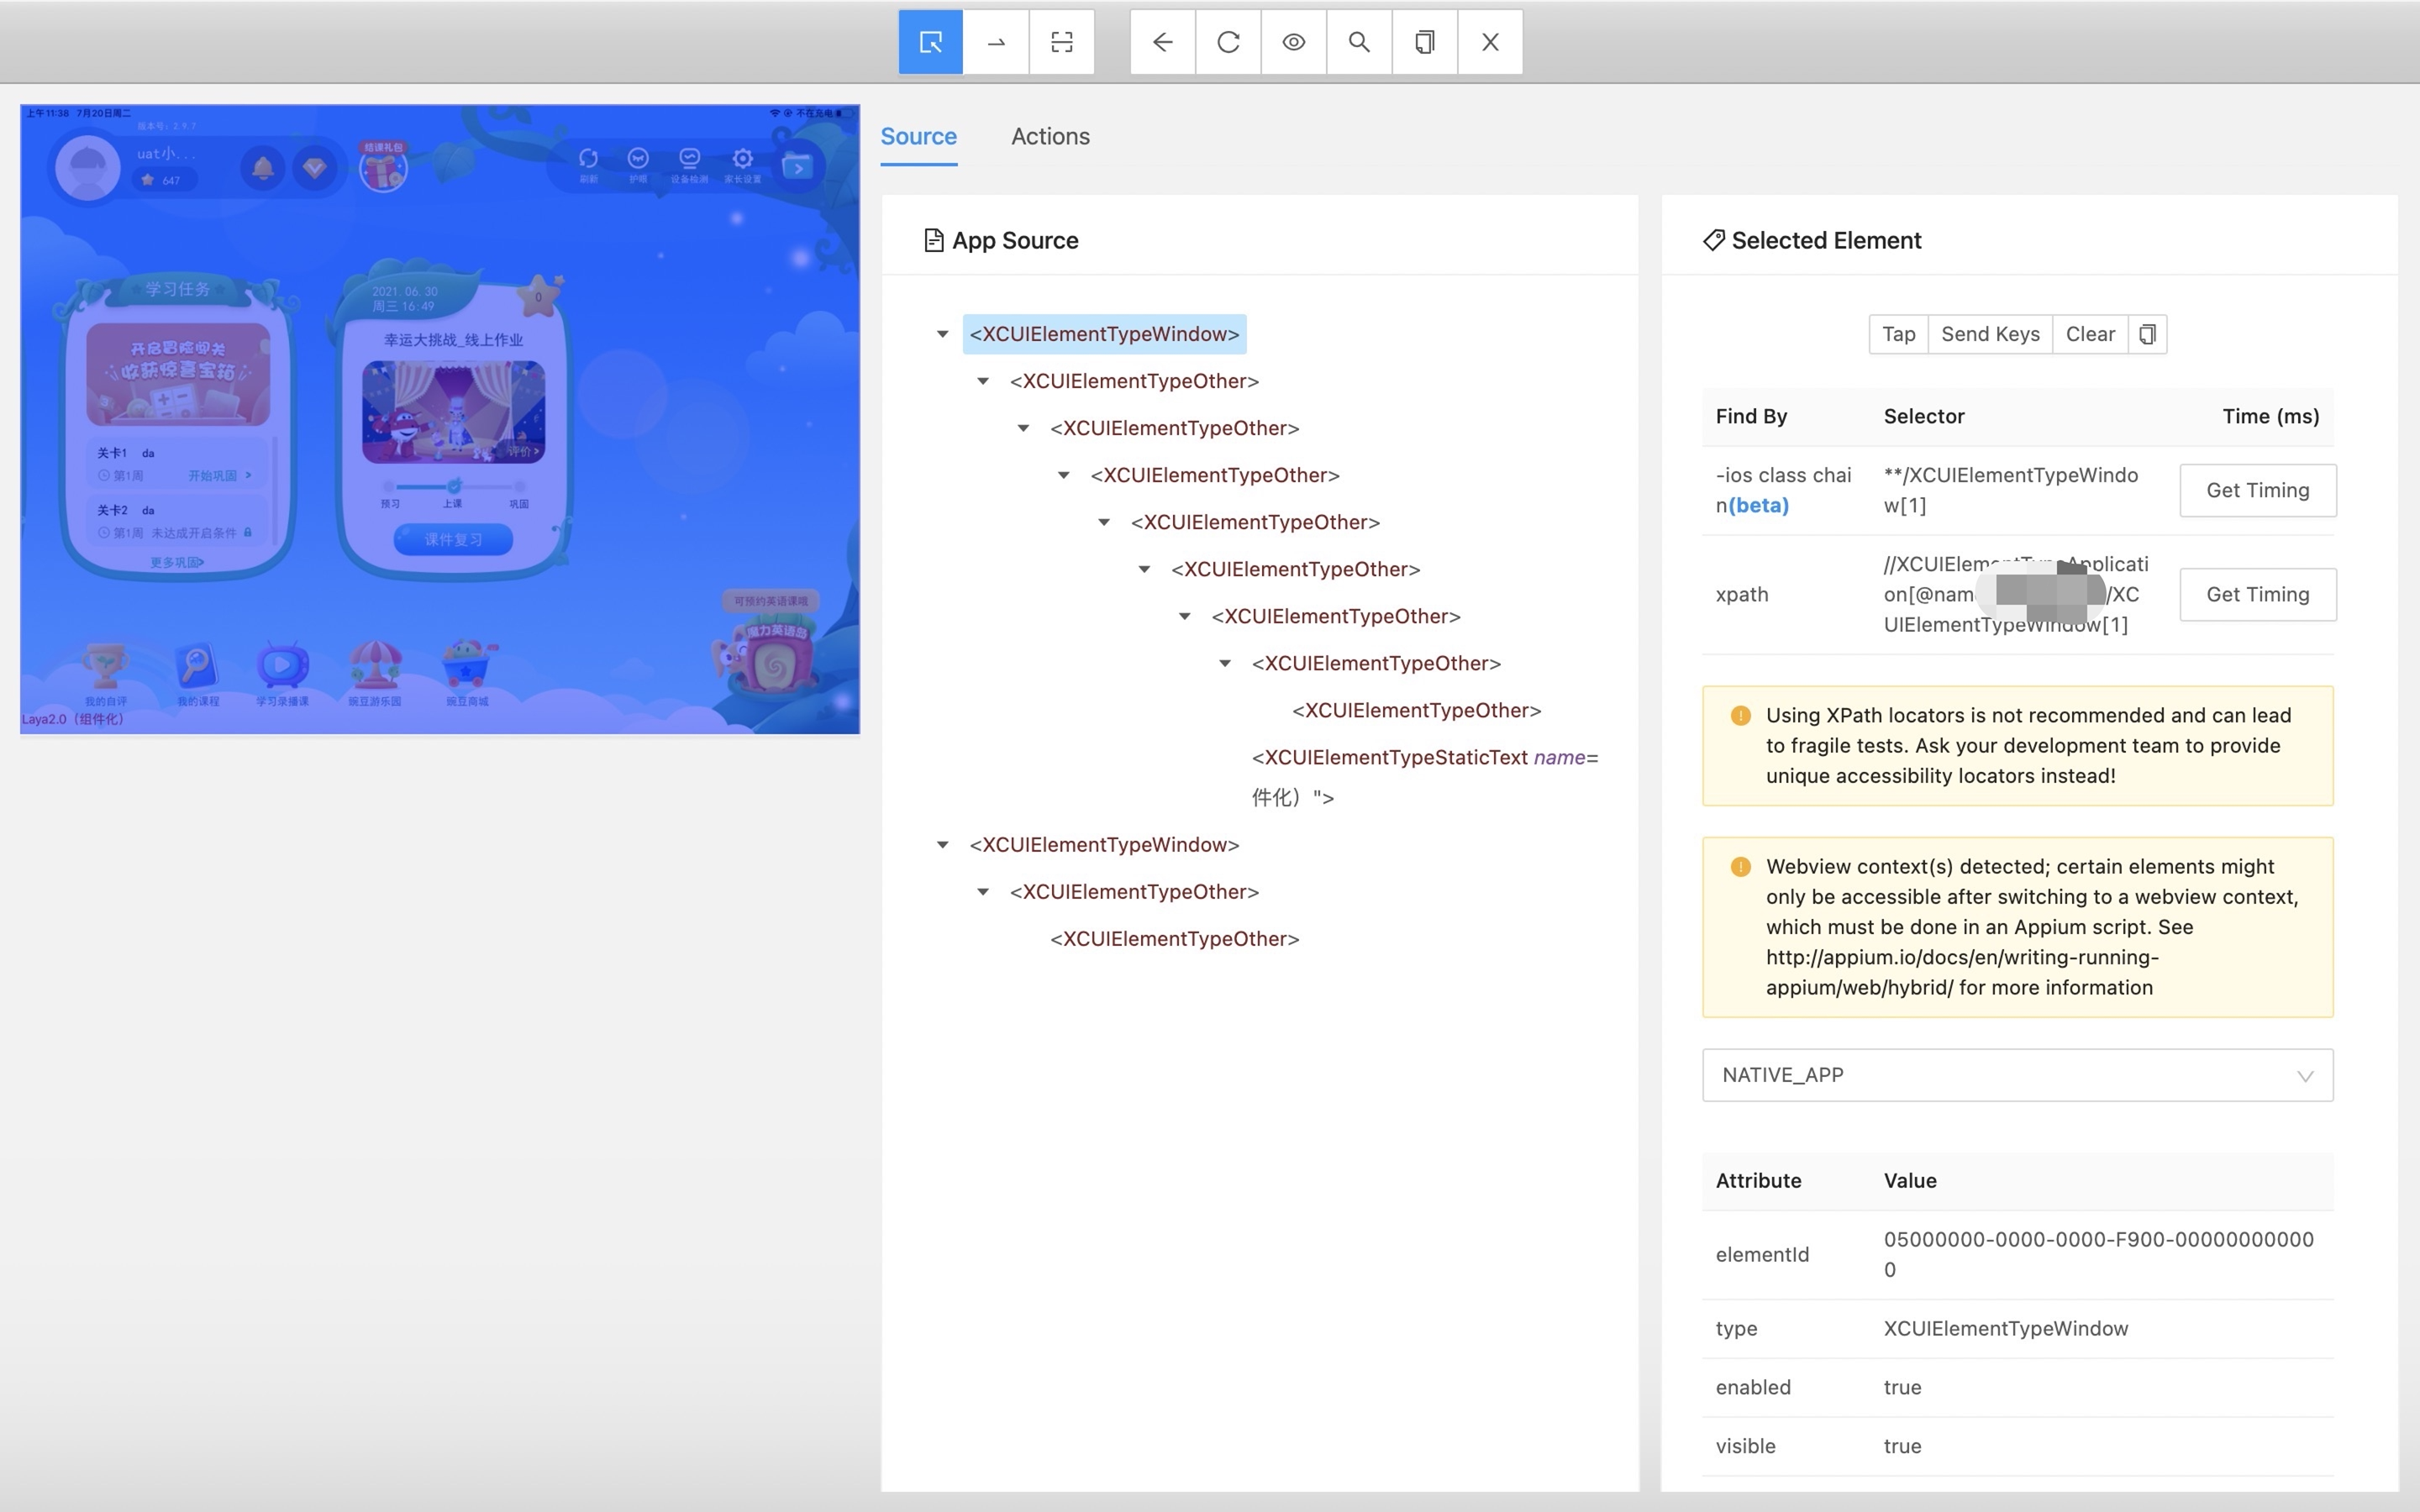 上午11:38 7月20日周二
不在充电
版本号: 2.9.7
uat小...
647
结课礼包
刷新
护眼
设备检测
家长设置
学习任务
开启冒险闯关
收获惊喜宝箱
关卡1 da
第1周 开始巩固 >
关卡2 da
第1周 未达成开启条件
更多巩固>
2021.06.30
周三 16:49
0
幸运大挑战_线上作业
评价 >
预习 上课 巩固
课件复习
可预约英语课哦
魔力英语岛
我的自评
我的课程
学习录播课
豌豆游乐园
豌豆商城
Laya2.0（组件化）
Source
Actions
App Source
<XCUIElementTypeWindow>
<XCUIElementTypeOther>
<XCUIElementTypeOther>
<XCUIElementTypeOther>
<XCUIElementTypeOther>
<XCUIElementTypeOther>
<XCUIElementTypeOther>
<XCUIElementTypeOther>
<XCUIElementTypeOther>
<XCUIElementTypeStaticText name=
件化）">
<XCUIElementTypeWindow>
<XCUIElementTypeOther>
<XCUIElementTypeOther>
Selected Element
Tap
Send Keys
Clear
Find By Selector Time (ms)
-ios class chai
n(beta)
**/XCUIElementTypeWindo
w[1]
Get Timing
xpath
//XCUIElementTypeApplicati
on[@nam /XC
UIElementTypeWindow[1]
Get Timing
Using XPath locators is not recommended and can lead
to fragile tests. Ask your development team to provide
unique accessibility locators instead!
Webview context(s) detected; certain elements might
only be accessible after switching to a webview context,
which must be done in an Appium script. See
http://appium.io/docs/en/writing-running-
appium/web/hybrid/ for more information
NATIVE_APP
Attribute Value
elementId
05000000-0000-0000-F900-00000000000
0
type XCUIElementTypeWindow
enabled true
visible true